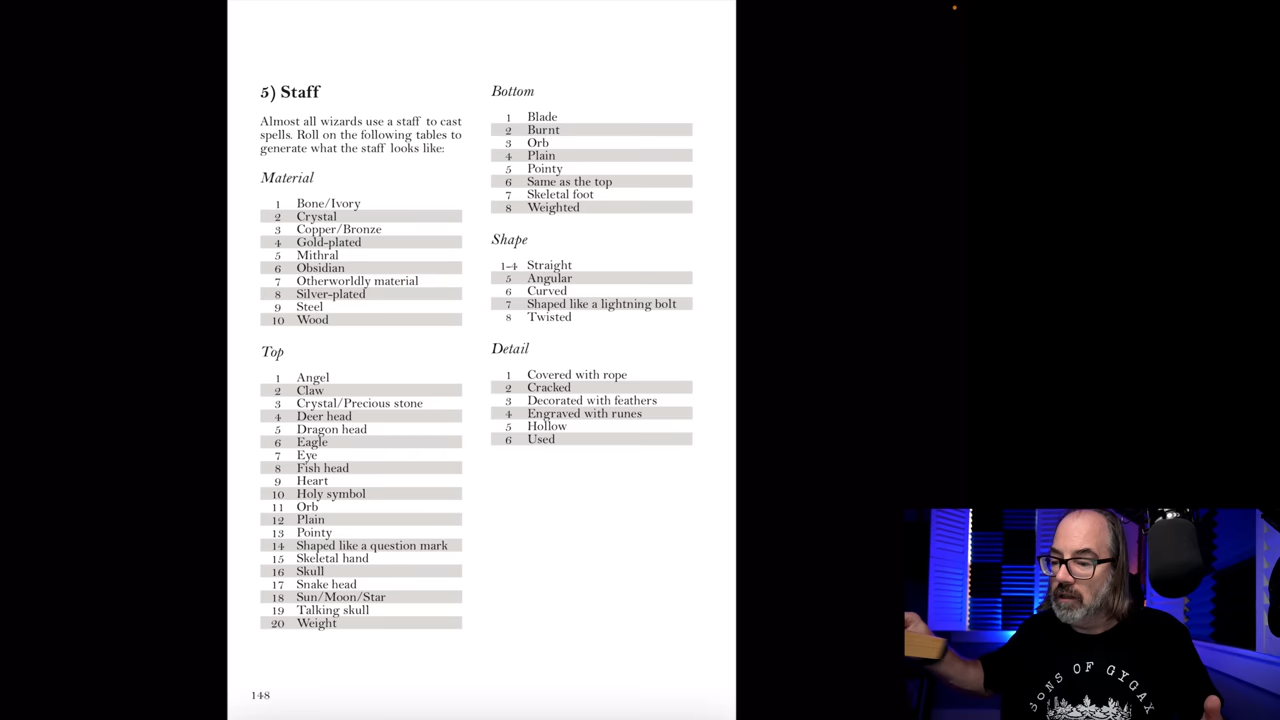 5) Staff
Almost all wizards use a staff to cast
spells. Roll on the following tables to
generate what the staff looks like:
Material
1 Bone/Ivory
2 Crystal
3 Copper/Bronze
4 Gold-plated
5 Mithral
6 Obsidian
7 Otherworldly material
8 Silver-plated
9 Steel
10 Wood
Top
1 Angel
2 Claw
3 Crystal/Precious stone
4 Deer head
5 Dragon head
6 Eagle
7 Eye
8 Fish head
9 Heart
10 Holy symbol
11 Orb
12 Plain
13 Pointy
14 Shaped like a question mark
15 Skeletal hand
16 Skull
17 Snake head
18 Sun/Moon/Star
19 Talking skull
20 Weight
148
Bottom
1 Blade
2 Burnt
3 Orb
4 Plain
5 Pointy
6 Same as the top
7 Skeletal foot
8 Weighted
Shape
1–4 Straight
5 Angular
6 Curved
7 Shaped like a lightning bolt
8 Twisted
Detail
1 Covered with rope
2 Cracked
3 Decorated with feathers
4 Engraved with runes
5 Hollow
6 Used
SONS OF GYGAX